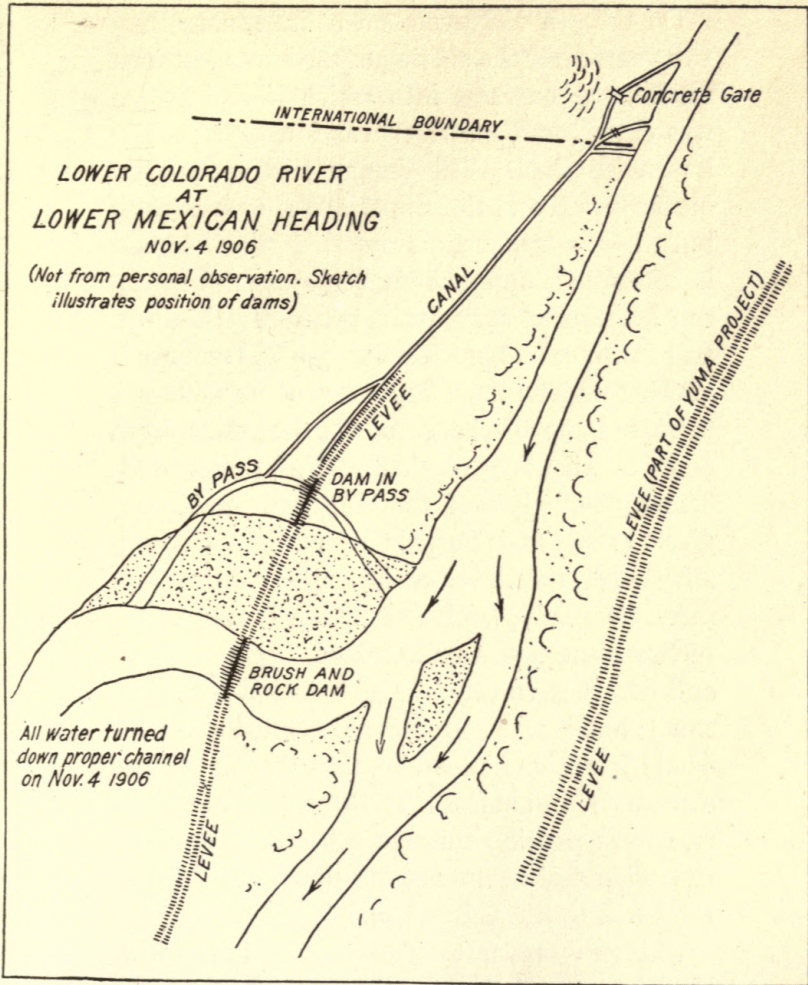 Concrete Gate
INTERNATIONAL BOUNDARY
LOWER COLORADO RIVER
AT
LOWER MEXICAN HEADING
NOV. 4 1906
(Not from personal observation. Sketch
illustrates position of dams)
CANAL
LEVEE (PART OF YUMA PROJECT)
LEVEE
BY PASS
DAM IN
BY PASS
BRUSH AND
ROCK DAM
All water turned
down proper channel
on Nov. 4 1906
LEVEE
LEVEE